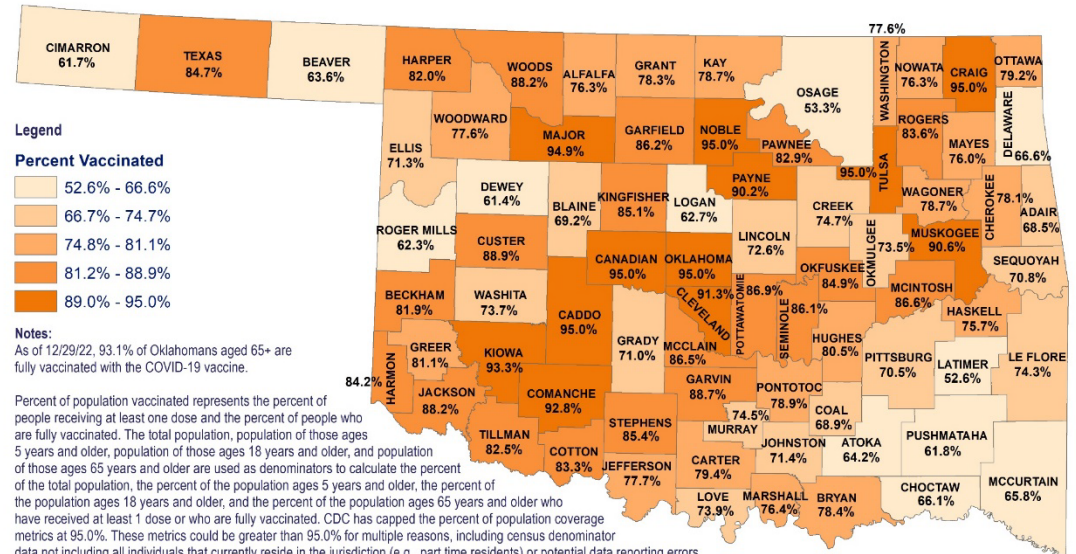 77.6%
CIMARRON
61.7%
TEXAS
84.7%
BEAVER
63.6%
HARPER
82.0%
WOODS
88.2%
ALFALFA
76.3%
GRANT
78.3%
KAY
78.7%
OSAGE
53.3%
WASHINGTON
NOWATA
76.3%
CRAIG
95.0%
OTTAWA
79.2%
WOODWARD
77.6%
MAJOR
94.9%
GARFIELD
86.2%
NOBLE
95.0%
PAWNEE
82.9%
ROGERS
83.6%
MAYES
76.0%
DELAWARE
66.6%
ELLIS
71.3%
DEWEY
61.4%
BLAINE
69.2%
KINGFISHER
85.1%
LOGAN
62.7%
PAYNE
90.2%
95.0%
TULSA
CREEK
74.7%
WAGONER
78.7%
CHEROKEE
78.1%
ADAIR
68.5%
ROGER MILLS
62.3%
CUSTER
88.9%
CANADIAN
95.0%
OKLAHOMA
95.0%
LINCOLN
72.6%
OKMULGEE
73.5%
MUSKOGEE
90.6%
SEQUOYAH
70.8%
BECKHAM
81.9%
WASHITA
73.7%
CADDO
95.0%
GRADY
71.0%
91.3%
CLEVELAND
POTTAWATOMIE
86.9%
SEMINOLE
86.1%
OKFUSKEE
84.9%
MCINTOSH
86.6%
HASKELL
75.7%
MCCLAIN
86.5%
HUGHES
80.5%
PITTSBURG
70.5%
LATIMER
52.6%
LE FLORE
74.3%
84.2%
HARMON
GREER
81.1%
KIOWA
93.3%
JACKSON
88.2%
COMANCHE
92.8%
GARVIN
88.7%
PONTOTOC
78.9%
COAL
68.9%
TILLMAN
82.5%
COTTON
83.3%
STEPHENS
85.4%
74.5%
MURRAY
JOHNSTON
71.4%
ATOKA
64.2%
PUSHMATAHA
61.8%
JEFFERSON
77.7%
CARTER
79.4%
LOVE
73.9%
MARSHALL
76.4%
BRYAN
78.4%
CHOCTAW
66.1%
MCCURTAIN
65.8%
Legend
Percent Vaccinated
52.6% - 66.6%
66.7% - 74.7%
74.8% - 81.1%
81.2% - 88.9%
89.0% - 95.0%
Notes:
As of 12/29/22, 93.1% of Oklahomans aged 65+ are
fully vaccinated with the COVID-19 vaccine.
Percent of population vaccinated represents the percent of
people receiving at least one dose and the percent of people who
are fully vaccinated. The total population, population of those ages
5 years and older, population of those ages 18 years and older, and population
of those ages 65 years and older are used as denominators to calculate the percent
of the total population, the percent of the population ages 5 years and older, the percent of
the population ages 18 years and older, and the percent of the population ages 65 years and older who
have received at least 1 dose or who are fully vaccinated. CDC has capped the percent of population coverage
metrics at 95.0%. These metrics could be greater than 95.0% for multiple reasons, including census denominator
data not including all individuals that currently reside in the jurisdiction (e.g., part time residents) or potential data reporting errors